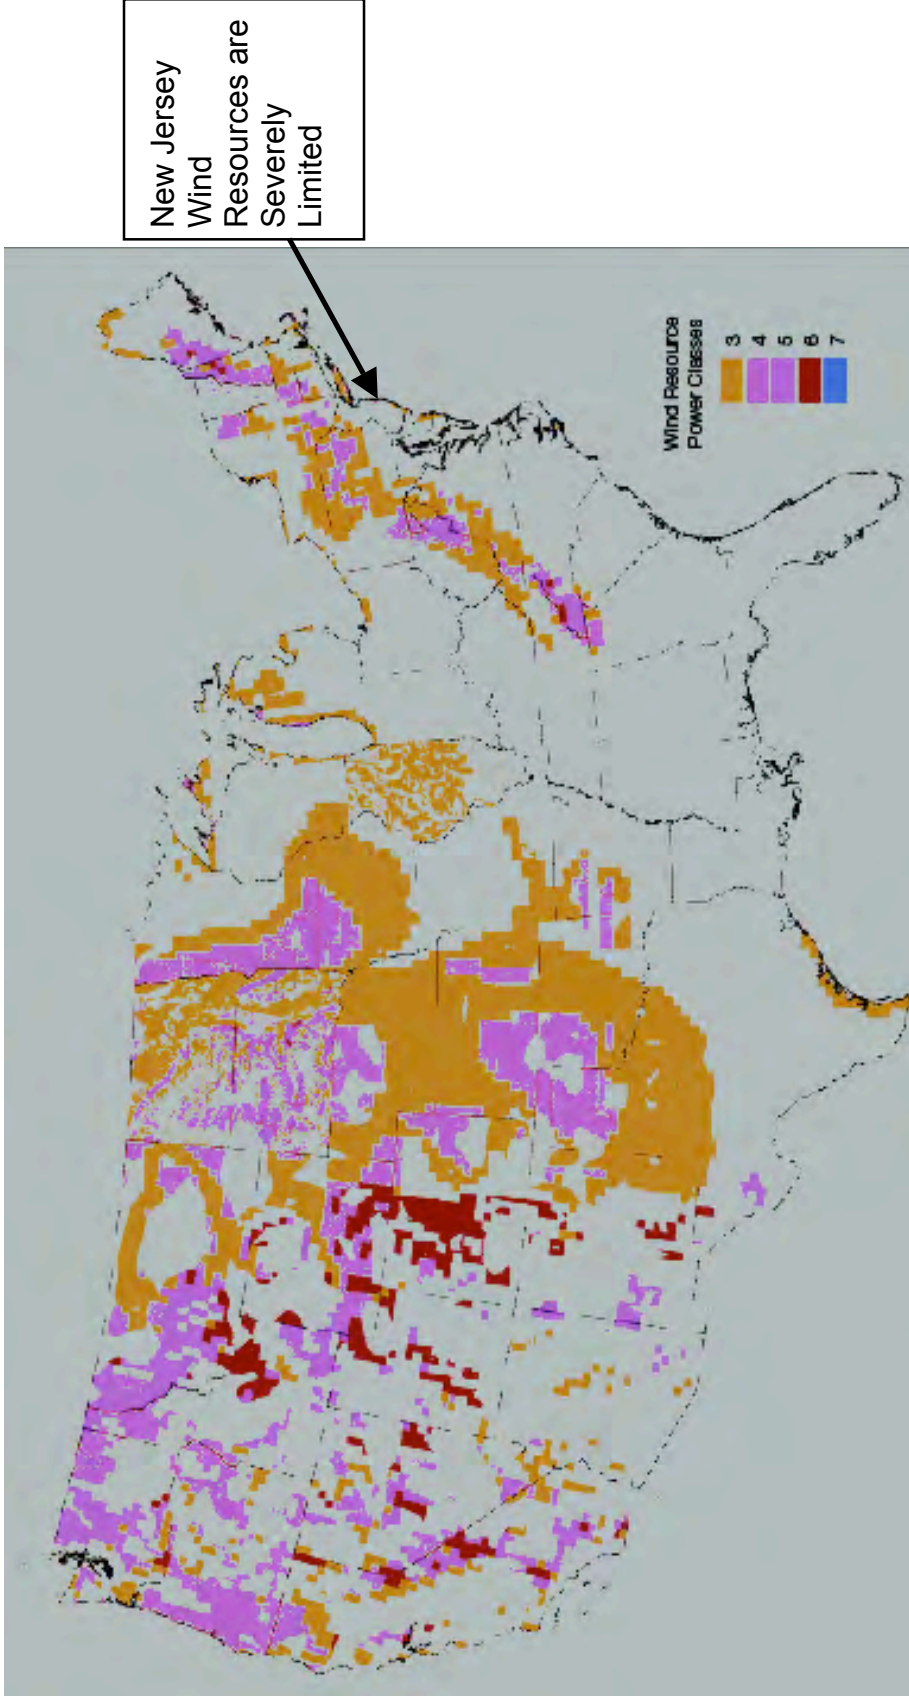 New Jersey
Wind
Resources are
Severely
Limited
Wind Resource
Power Classes
3
4
5
6
7